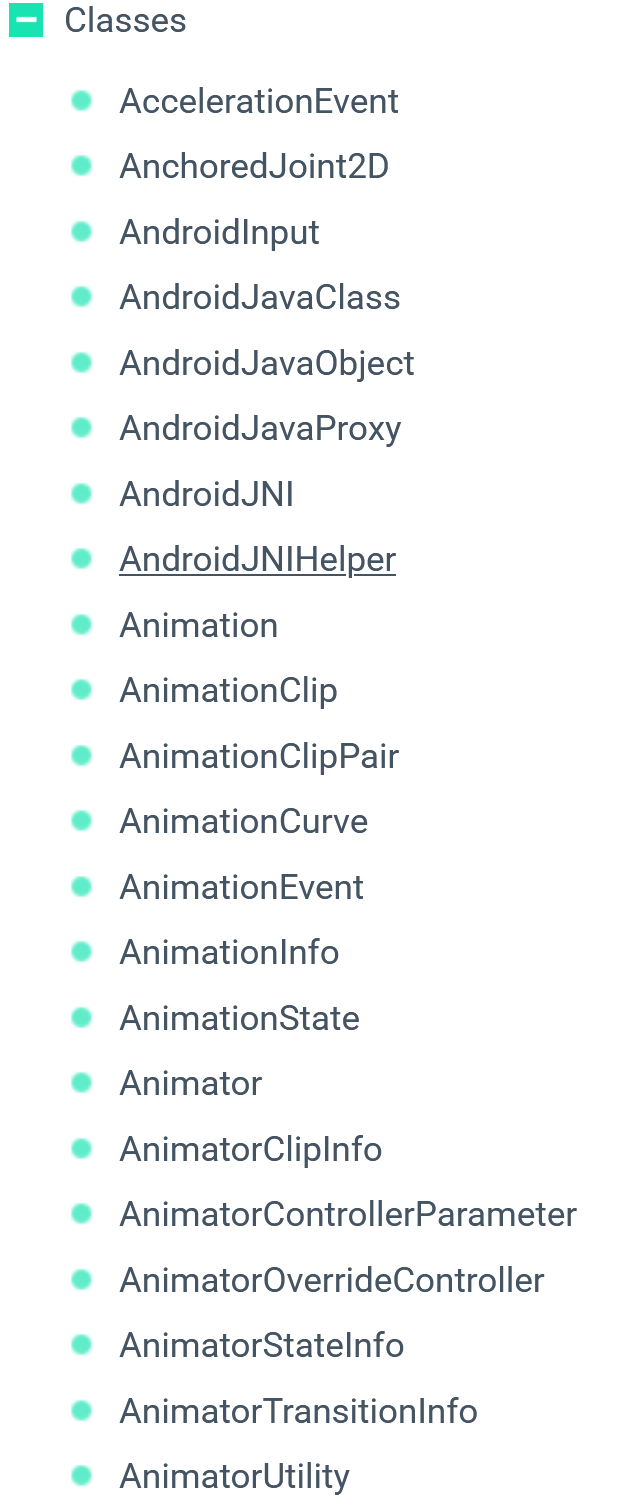 Classes
AccelerationEvent
AnchoredJoint2D
AndroidInput
AndroidJavaClass
AndroidJavaObject
AndroidJavaProxy
AndroidJNI
AndroidJNIHelper
Animation
AnimationClip
AnimationClipPair
AnimationCurve
AnimationEvent
AnimationInfo
AnimationState
Animator
AnimatorClipInfo
AnimatorControllerParameter
AnimatorOverrideController
AnimatorStateInfo
AnimatorTransitionInfo
AnimatorUtility